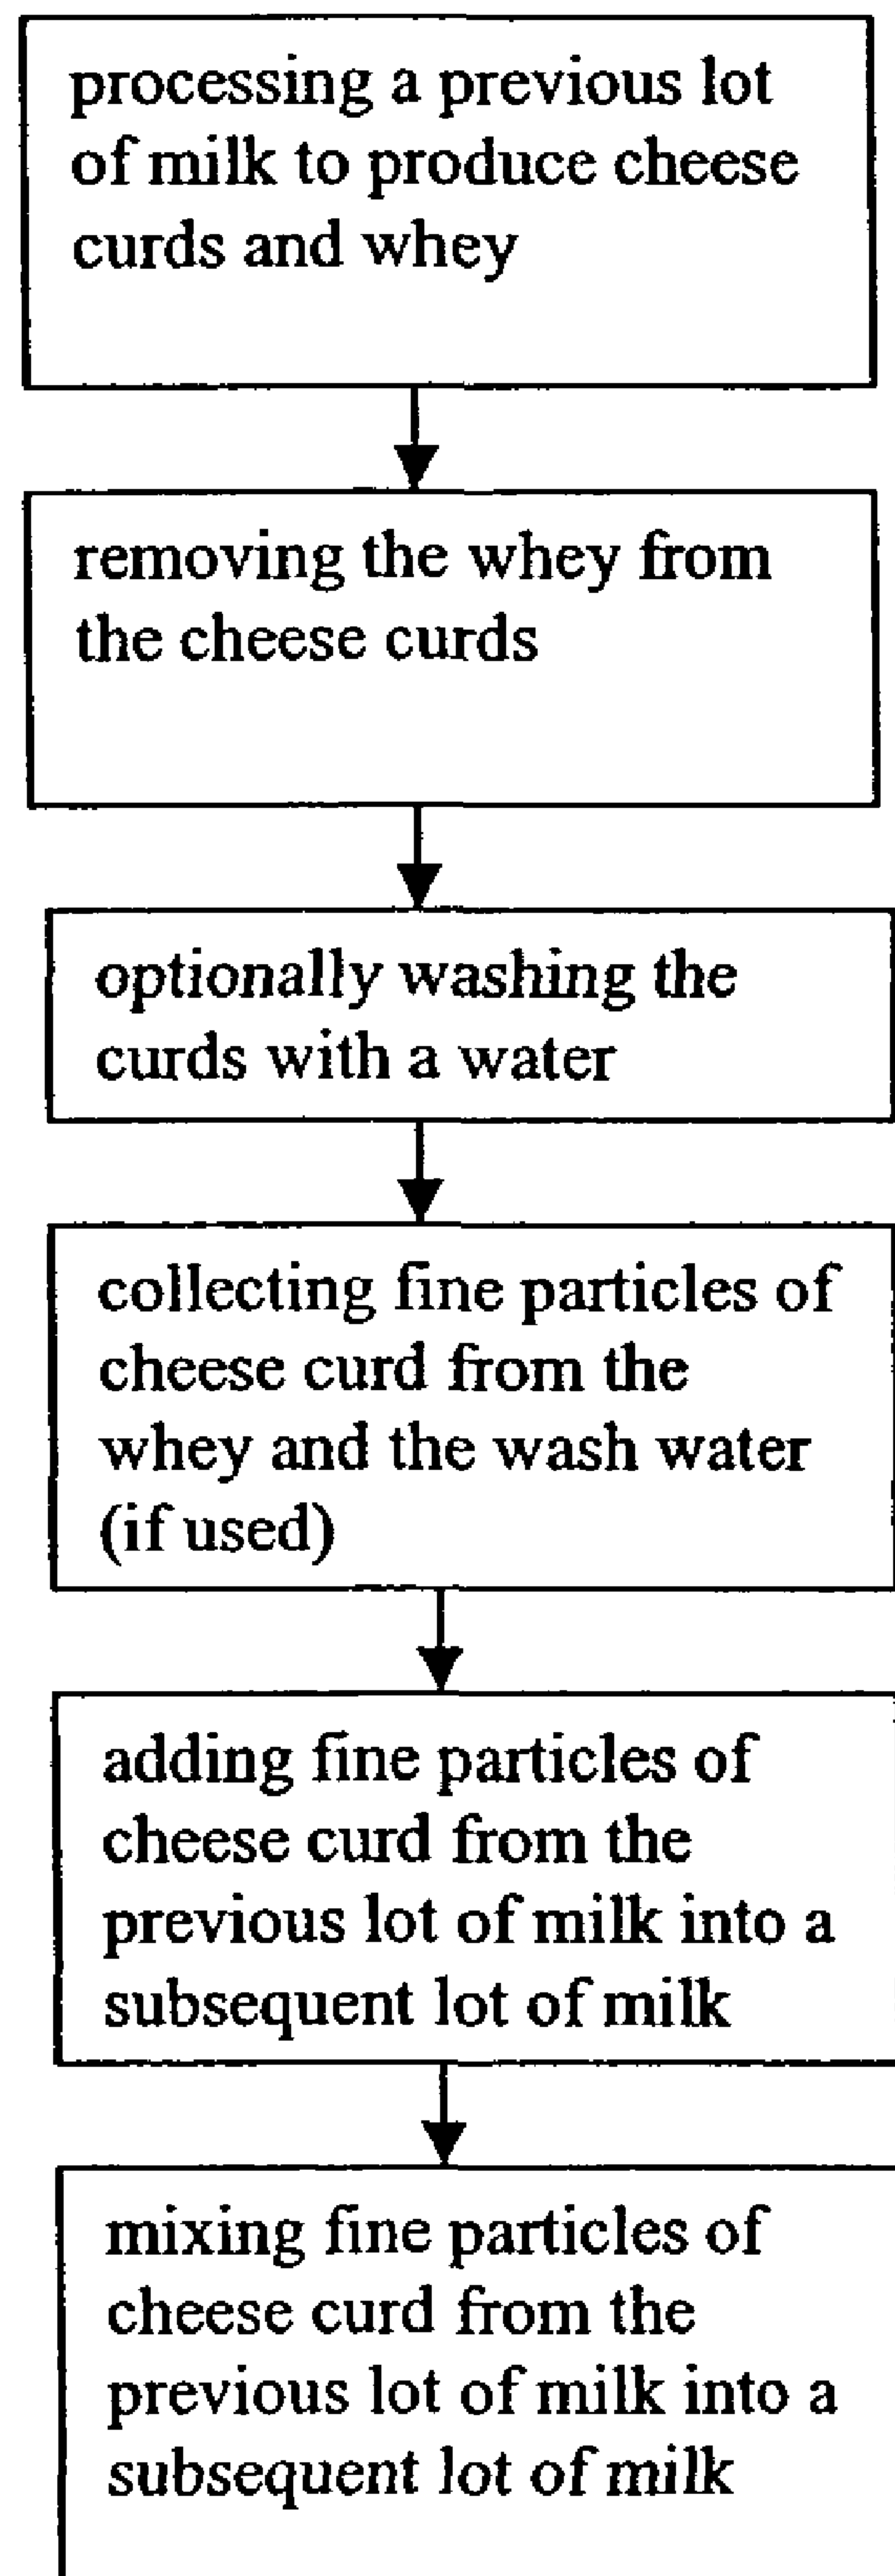 processing a previous lot
of milk to produce cheese
curds and whey
removing the whey from
the cheese curds
optionally washing the
curds with a water
collecting fine particles of
cheese curd from the
whey and the wash water
(if used)
adding fine particles of
cheese curd from the
previous lot of milk into a
subsequent lot of milk
mixing fine particles of
cheese curd from the
previous lot of milk into a
subsequent lot of milk